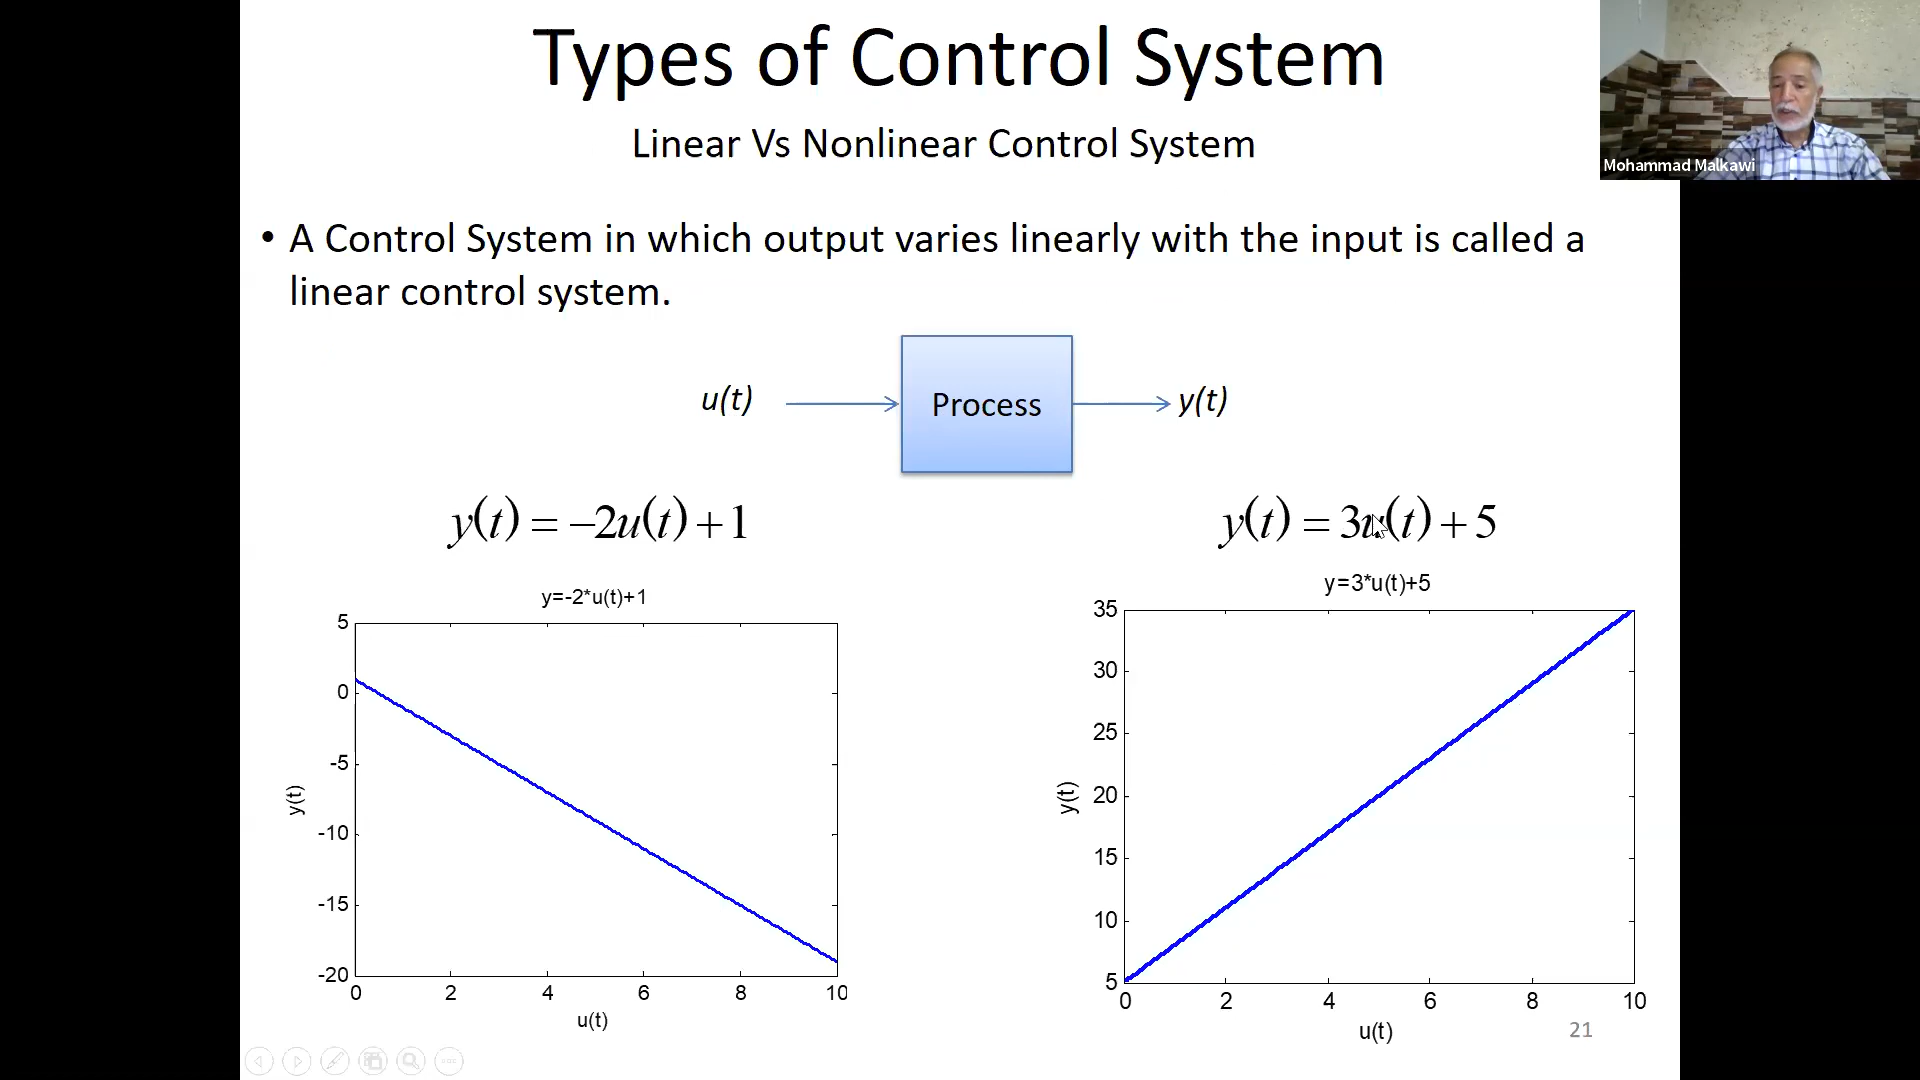 Types of Control System
Mohammad Malkawi
Linear Vs Nonlinear Control System
• A Control System in which output varies linearly with the input is called a
linear control system.
u(t)
Process
y(t)
y(t) = −2u(t)+1
y(t) = 3u(t)+5
y=-2*u(t)+1
5
0
-5
-10
-15
-20
y(t)
0 2 4 6 8 10
u(t)
y=3*u(t)+5
35
30
25
20
15
10
5
y(t)
0 2 4 6 8 10
u(t)
21